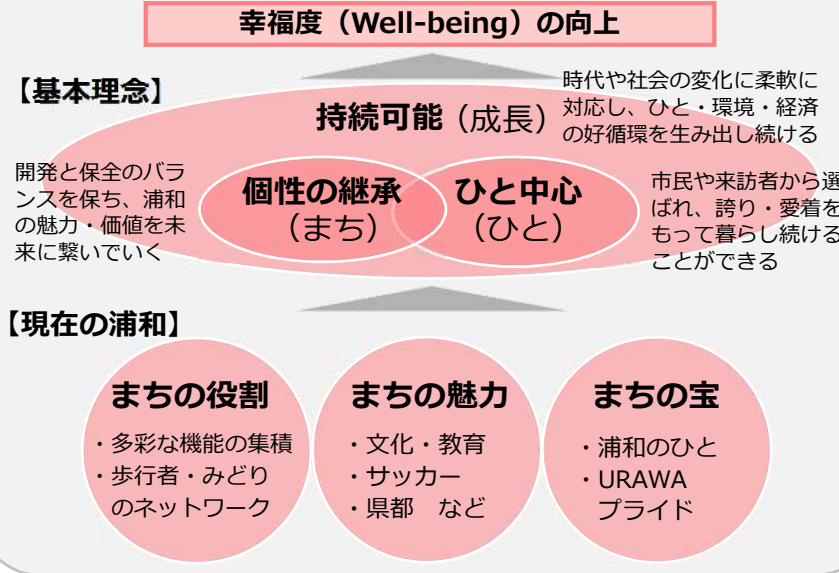 幸福度（Well-being）の向上
【基本理念】
時代や社会の変化に柔軟に
対応し、ひと・環境・経済
の好循環を生み出し続ける
持続可能（成長）
開発と保全のバラ
ンスを保ち、浦和
の魅力・価値を未
来に繋いでいく
個性の継承
（まち）
ひと中心
（ひと）
市民や来訪者から選
ばれ、誇り・愛着を
もって暮らし続ける
ことができる
【現在の浦和】
まちの役割
・多彩な機能の集積
・歩行者・みどり
のネットワーク
まちの魅力
・文化・教育
・サッカー
・県都　など
まちの宝
・浦和のひと
・URAWA
プライド